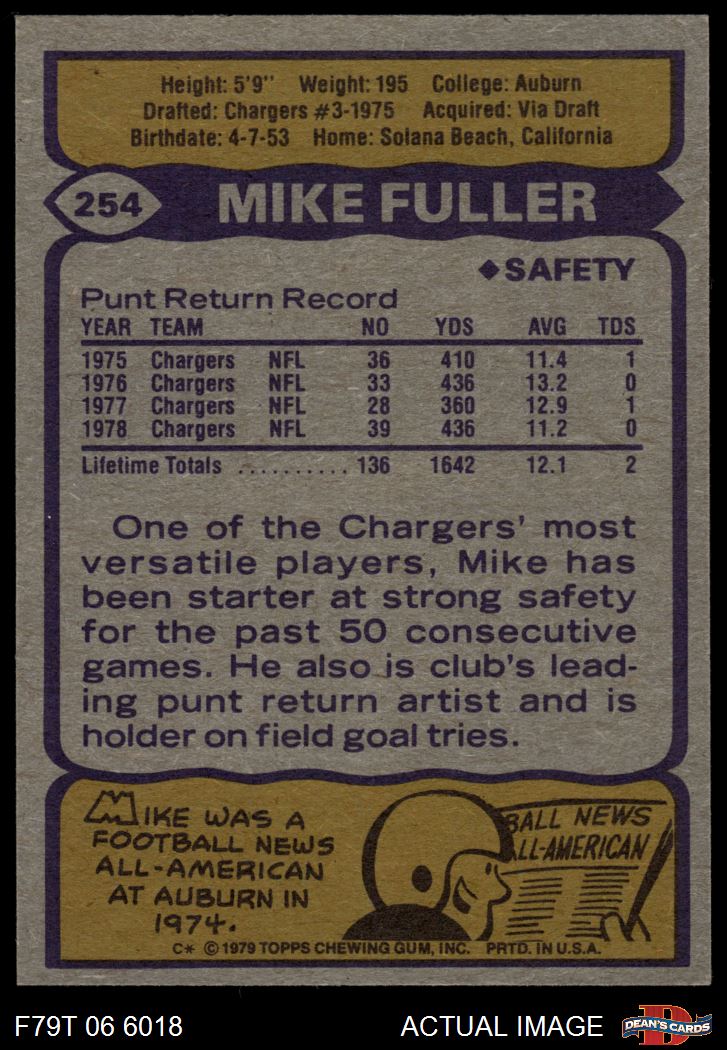 Height: 5'9" Weight: 195 College: Auburn
Drafted: Chargers #3-1975 Acquired: Via Draft
Birthdate: 4-7-53 Home: Solana Beach, California
254 MIKE FULLER
◆SAFETY
Punt Return Record
YEAR TEAM NO YDS AVG TDS
1975 Chargers NFL 36 410 11.4 1
1976 Chargers NFL 33 436 13.2 0
1977 Chargers NFL 28 360 12.9 1
1978 Chargers NFL 39 436 11.2 0
Lifetime Totals .......... 136 1642 12.1 2
One of the Chargers' most
versatile players, Mike has
been starter at strong safety
for the past 50 consecutive
games. He also is club's lead-
ing punt return artist and is
holder on field goal tries.
MIKE WAS A
FOOTBALL NEWS
ALL-AMERICAN
AT AUBURN IN
1974.
BALL NEWS
LL-AMERICAN
C* © 1979 TOPPS CHEWING GUM, INC. PRTD. IN U.S.A.
F79T 06 6018 ACTUAL IMAGE
D
DEAN'S CARDS